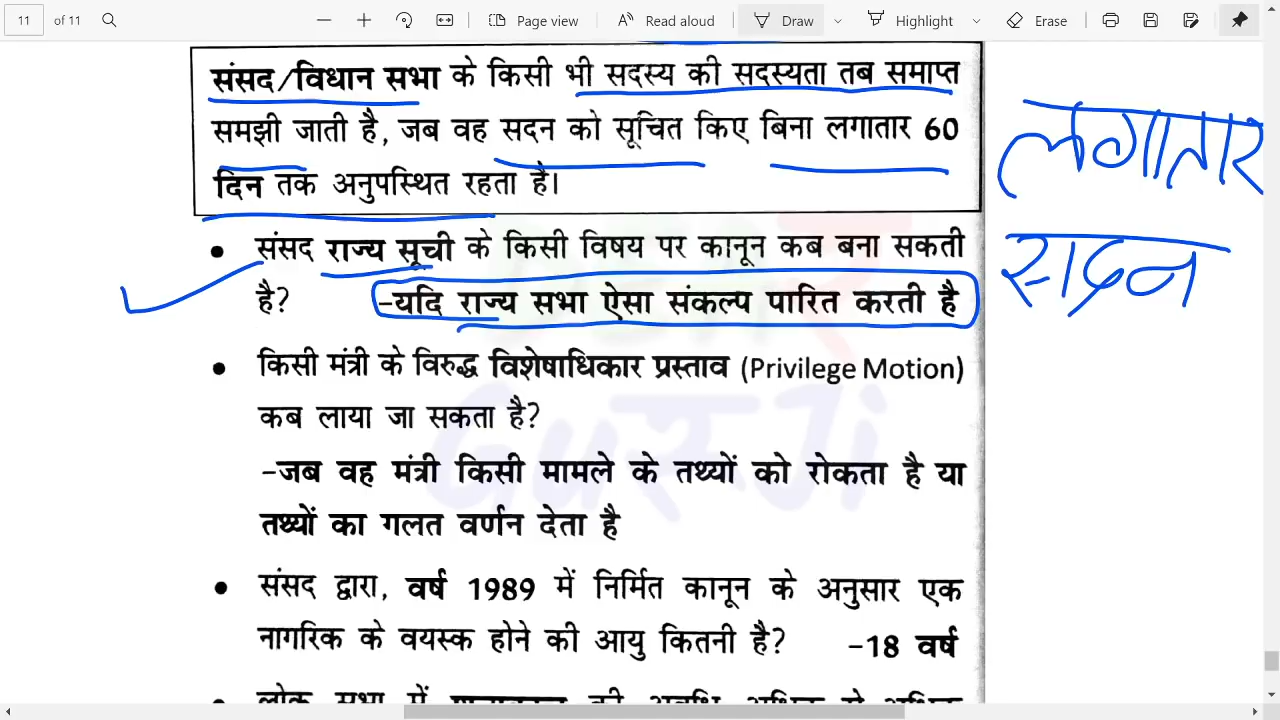 11 of 11 Page view Read aloud Draw Highlight Erase
संसद/विधान सभा के किसी भी सदस्य की सदस्यता तब समाप्त
समझी जाती है, जब वह सदन को सूचित किए बिना लगातार 60
दिन तक अनुपस्थित रहता है।
लगातार
सदन
• संसद राज्य सूची के किसी विषय पर कानून कब बना सकती
है? -यदि राज्य सभा ऐसा संकल्प पारित करती है
• किसी मंत्री के विरुद्ध विशेषाधिकार प्रस्ताव (Privilege Motion)
कब लाया जा सकता है?
-जब वह मंत्री किसी मामले के तथ्यों को रोकता है या
तथ्यों का गलत वर्णन देता है
• संसद द्वारा, वर्ष 1989 में निर्मित कानून के अनुसार एक
नागरिक के वयस्क होने की आयु कितनी है? -18 वर्ष
Guru Ji